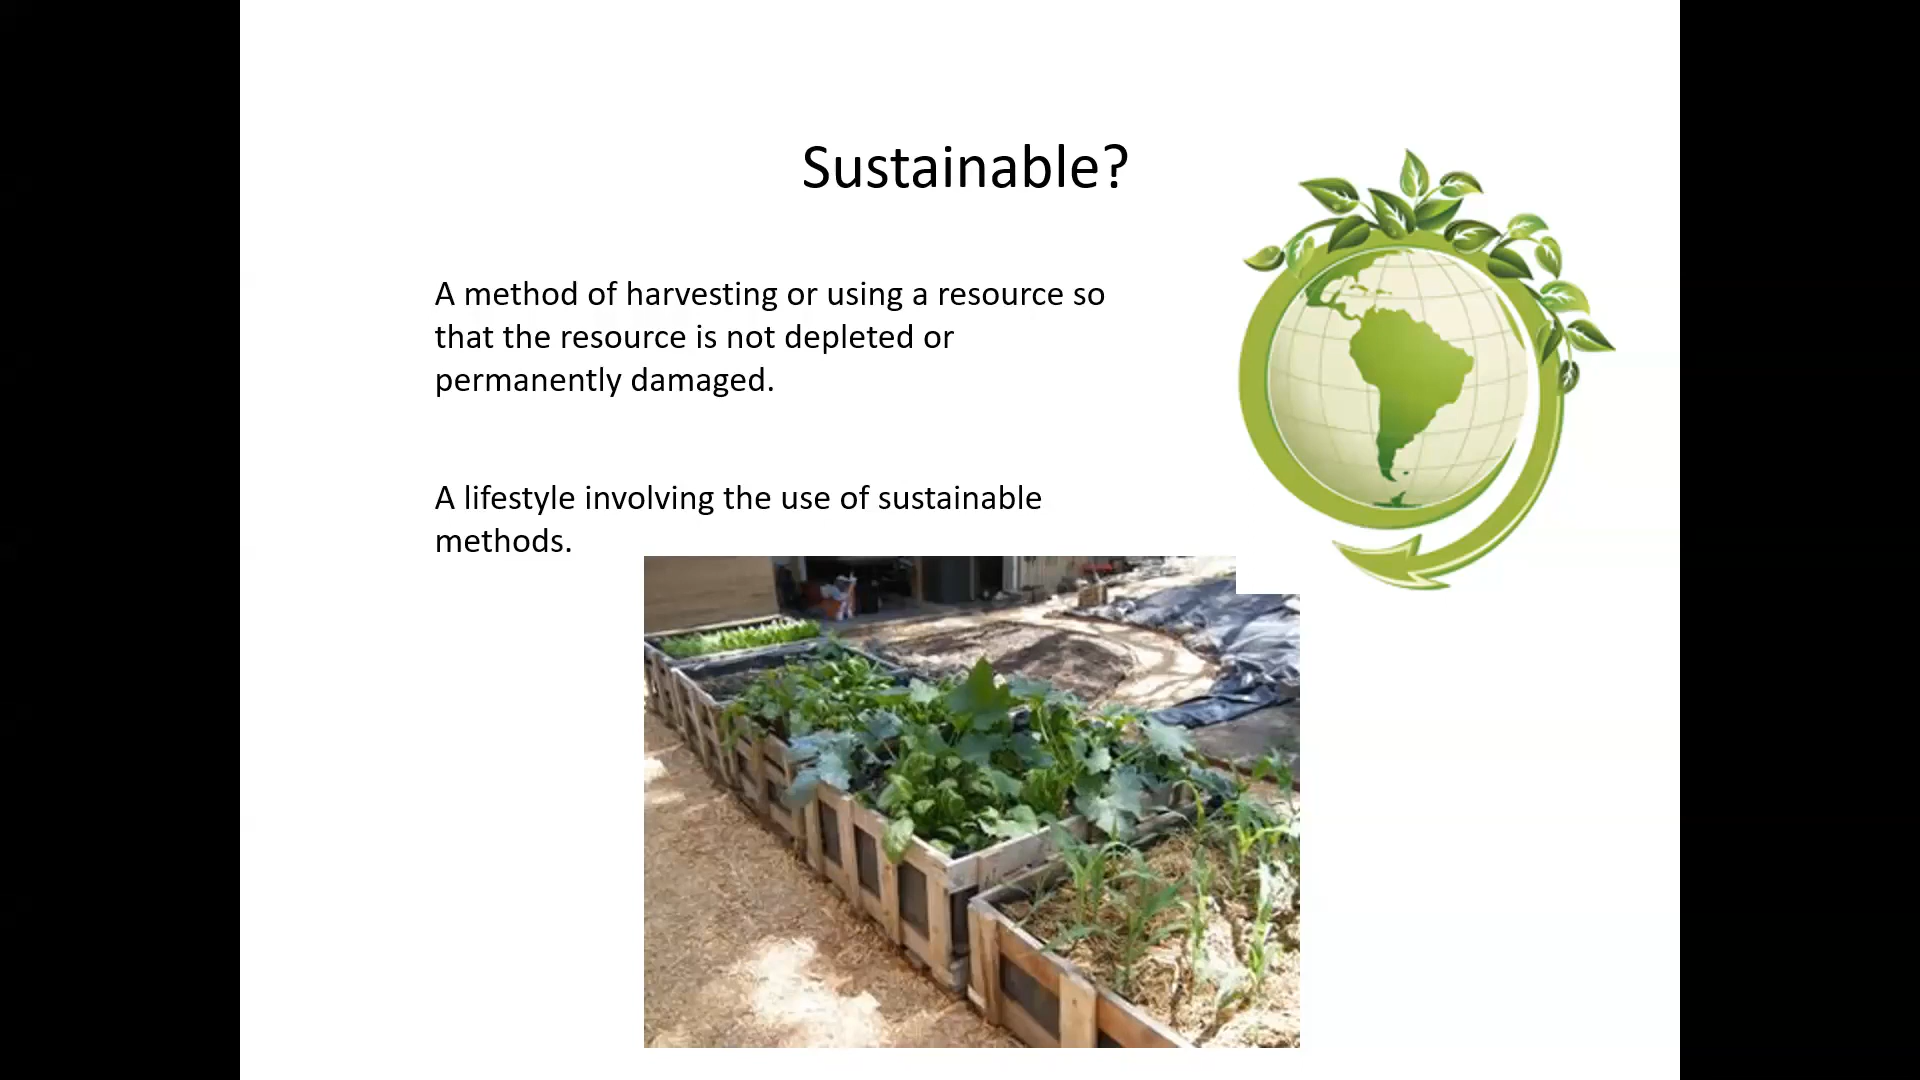 Sustainable?
A method of harvesting or using a resource so
that the resource is not depleted or
permanently damaged.
A lifestyle involving the use of sustainable
methods.